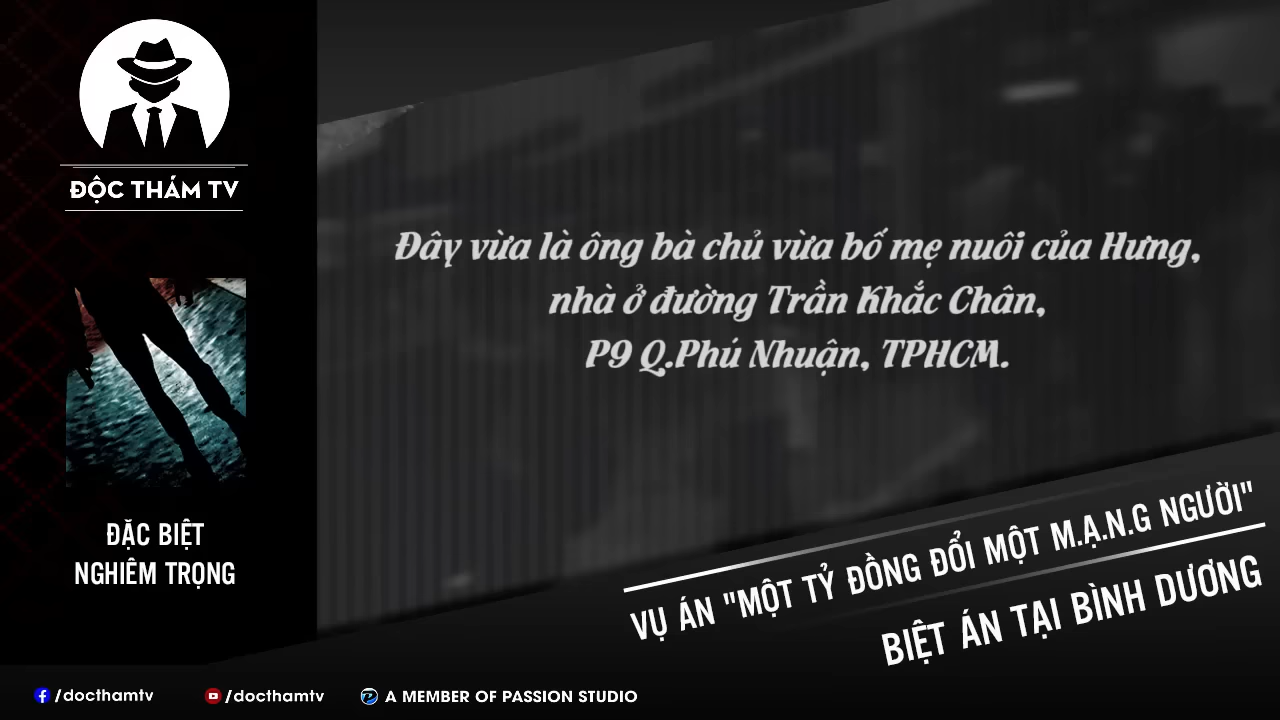 ĐỘC THÁM TV
ĐẶC BIỆT
NGHIÊM TRỌNG
Đây vừa là ông bà chủ vừa bố mẹ nuôi của Hưng,
nhà ở đường Trần Khắc Chân,
P9 Q.Phú Nhuận, TPHCM.
VỤ ÁN "MỘT TỶ ĐỒNG ĐỔI MỘT M.Ạ.N.G NGƯỜI"
BIỆT ÁN TẠI BÌNH DƯƠNG
/docthamtv
/docthamtv
A MEMBER OF PASSION STUDIO